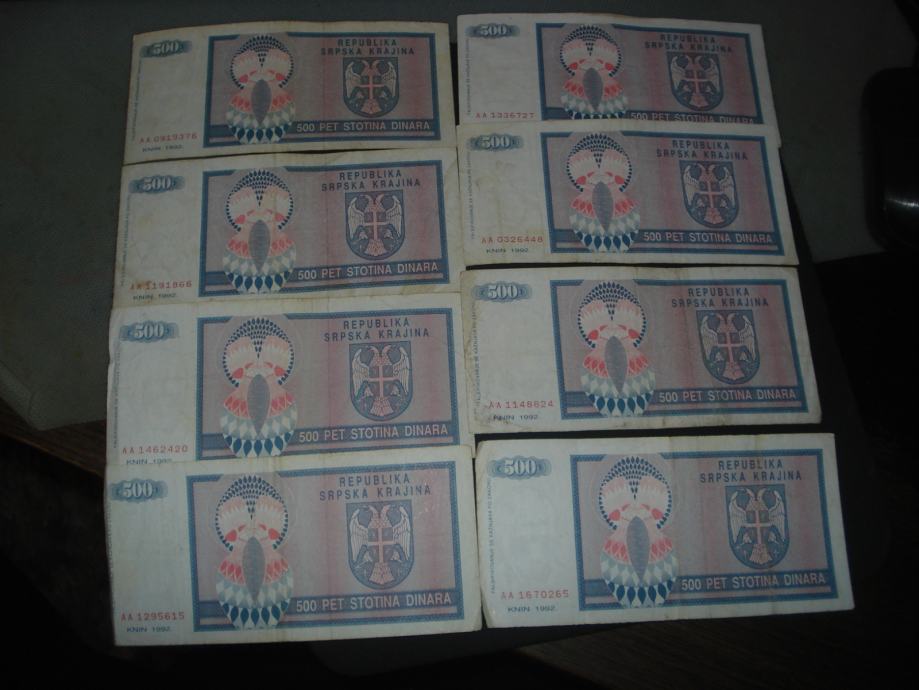 500
REPUBLIKA
SRPSKA KRAJINA
AA 0919376
500 PET STOTINA DINARA
KNIN 1992.
500
REPUBLIKA
SRPSKA KRAJINA
AA 1336727
500 PET STOTINA DINARA
500
REPUBLIKA
SRPSKA KRAJINA
AA 1191866
500 PET STOTINA DINARA
KNIN 1992.
500
REPUBLIKA
SRPSKA KRAJINA
AA 0326448
500 PET STOTINA DINARA
KNIN 1992.
500
REPUBLIKA
SRPSKA KRAJINA
AA 1462420
500 PET STOTINA DINARA
KNIN 1992.
500
REPUBLIKA
SRPSKA KRAJINA
AA 1148624
500 PET STOTINA DINARA
KNIN 1992.
500
REPUBLIKA
SRPSKA KRAJINA
AA 1295615
500 PET STOTINA DINARA
KNIN 1992.
500
REPUBLIKA
SRPSKA KRAJINA
AA 1670265
500 PET STOTINA DINARA
KNIN 1992.